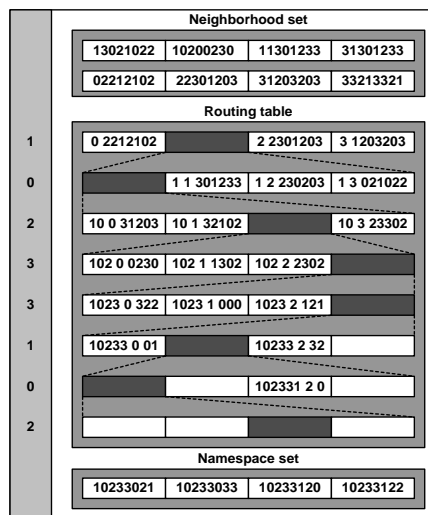 Neighborhood set
13021022 10200230 11301233 31301233
02212102 22301203 31203203 33213321
Routing table
1 0 2212102 2 2301203 3 1203203
0 1 1 301233 1 2 230203 1 3 021022
2 10 0 31203 10 1 32102 10 3 23302
3 102 0 0230 102 1 1302 102 2 2302
3 1023 0 322 1023 1 000 1023 2 121
1 10233 0 01 10233 2 32
0 102331 2 0
2
Namespace set
10233021 10233033 10233120 10233122